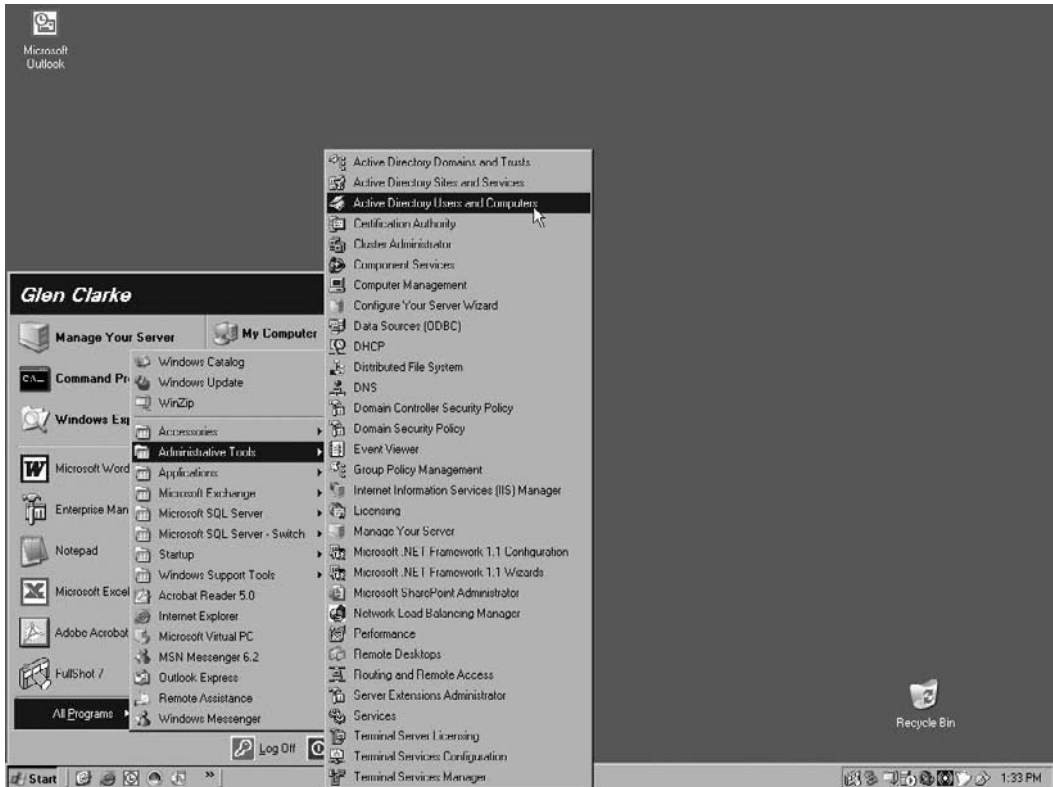 Microsoft
Outlook
Active Directory Domains and Trusts
Active Directory Sites and Services
Active Directory Users and Computers
Certification Authority
Cluster Administrator
Component Services
Computer Management
Configure Your Server Wizard
Data Sources (ODBC)
DHCP
Distributed File System
DNS
Domain Controller Security Policy
Domain Security Policy
Event Viewer
Group Policy Management
Internet Information Services (IIS) Manager
Licensing
Manage Your Server
Microsoft .NET Framework 1.1 Configuration
Microsoft .NET Framework 1.1 Wizards
Microsoft SharePoint Administrator
Network Load Balancing Manager
Performance
Remote Desktops
Routing and Remote Access
Server Extensions Administrator
Services
Terminal Server Licensing
Terminal Services Configuration
Terminal Services Manager
Glen Clarke
Manage Your Server
My Computer
Command Pr
Windows Exp
Microsoft Word
Enterprise Man
Notepad
Microsoft Excel
Adobe Acrobat
FullShot 7
All Programs
Windows Catalog
Windows Update
WinZip
Accessories
Administrative Tools
Applications
Microsoft Exchange
Microsoft SQL Server
Microsoft SQL Server - Switch
Startup
Windows Support Tools
Acrobat Reader 5.0
Internet Explorer
Microsoft Virtual PC
MSN Messenger 6.2
Outlook Express
Remote Assistance
Windows Messenger
Log Off
Recycle Bin
Start
»
1:33 PM